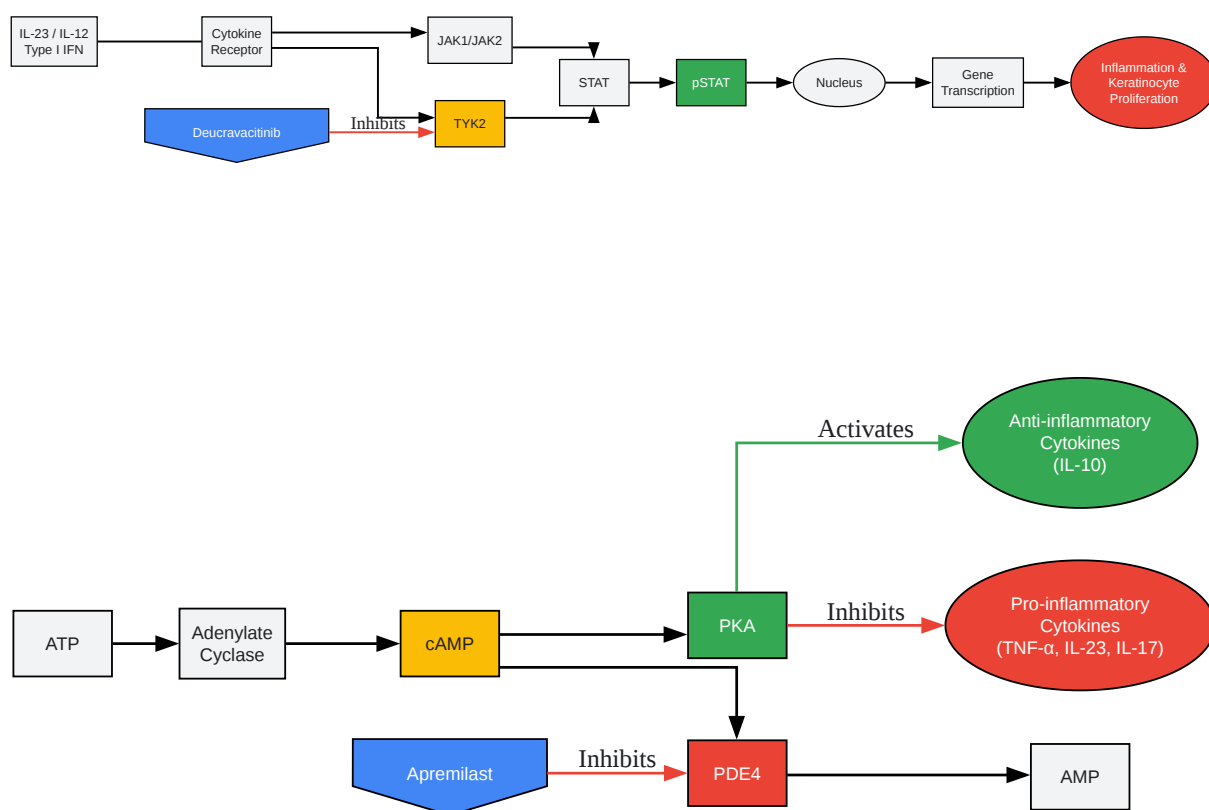 IL-23 / IL-12
Type I IFN
Cytokine
Receptor
JAK1/JAK2
STAT
pSTAT
Nucleus
Gene
Transcription
Inflammation &
Keratinocyte
Proliferation
Deucravacitinib
Inhibits
TYK2
Activates
Anti-inflammatory
Cytokines
(IL-10)
ATP
Adenylate
Cyclase
cAMP
PKA
Inhibits
Pro-inflammatory
Cytokines
(TNF-α, IL-23, IL-17)
Apremilast
Inhibits
PDE4
AMP